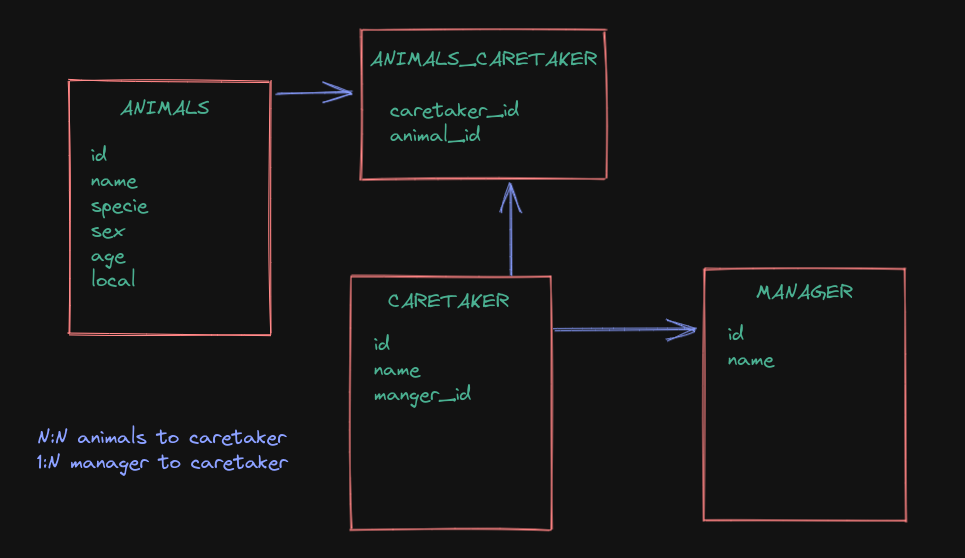 ANIMALS
id
name
specie
sex
age
local
ANIMALS_CARETAKER
caretaker_id
animal_id
CARETAKER
id
name
manger_id
MANAGER
id
name
N:N animals to caretaker
1:N manager to caretaker